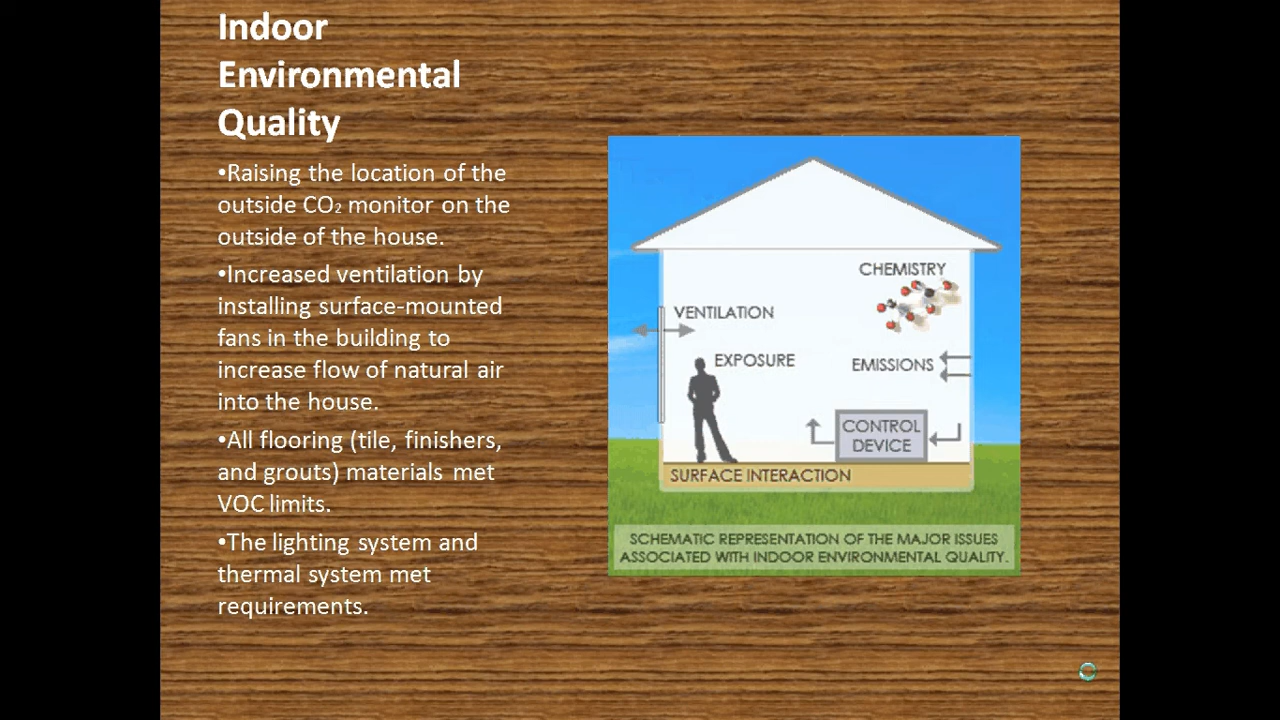 Indoor
Environmental
Quality
•Raising the location of the
outside CO₂ monitor on the
outside of the house.
•Increased ventilation by
installing surface-mounted
fans in the building to
increase flow of natural air
into the house.
•All flooring (tile, finishers,
and grouts) materials met
VOC limits.
•The lighting system and
thermal system met
requirements.
CHEMISTRY
VENTILATION
EXPOSURE
EMISSIONS
CONTROL
DEVICE
SURFACE INTERACTION
SCHEMATIC REPRESENTATION OF THE MAJOR ISSUES
ASSOCIATED WITH INDOOR ENVIRONMENTAL QUALITY.